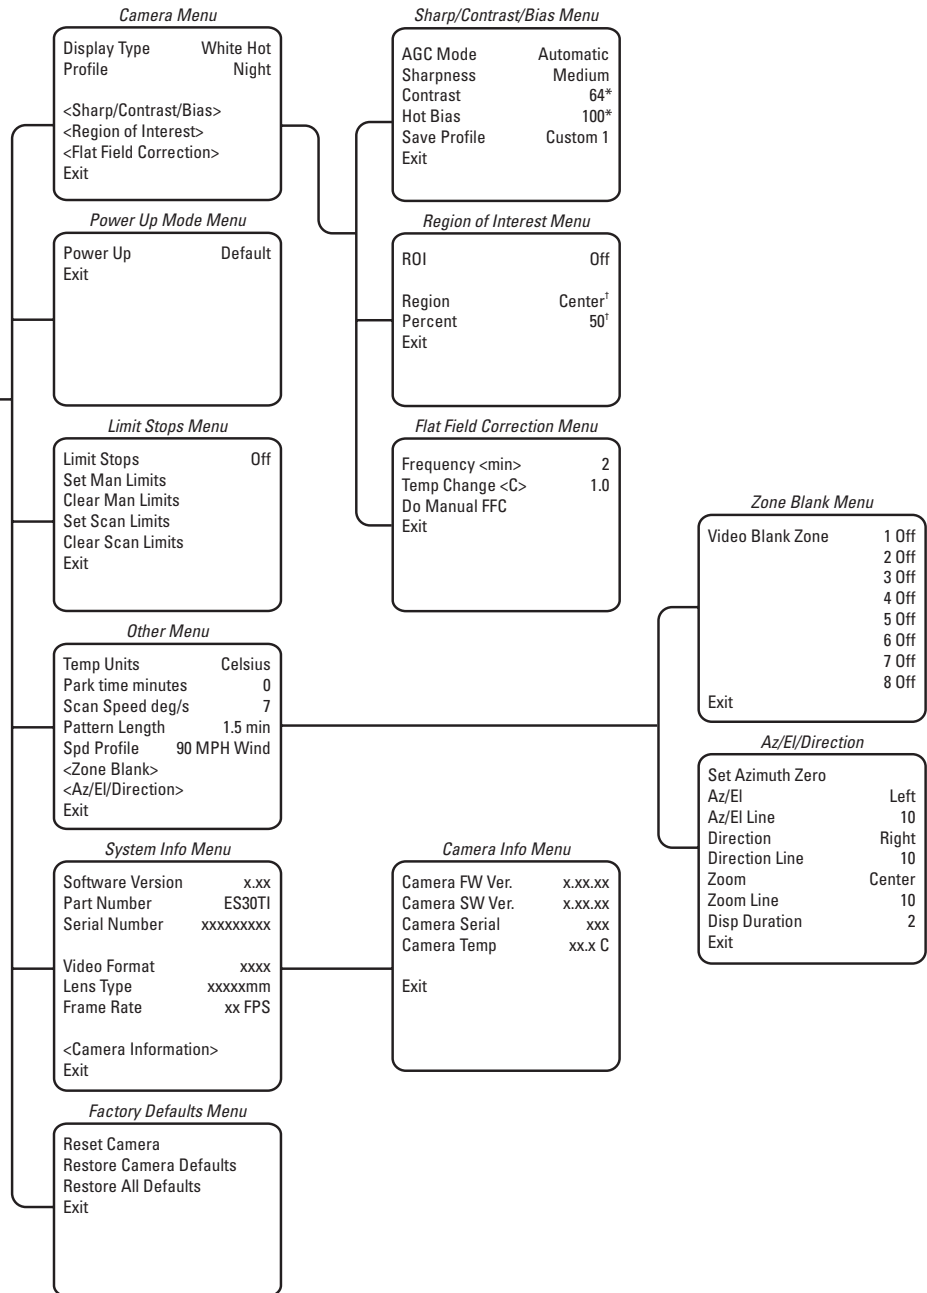 Camera Menu
Display Type White Hot
Profile Night
<Sharp/Contrast/Bias>
<Region of Interest>
<Flat Field Correction>
Exit
Power Up Mode Menu
Power Up Default
Exit
Limit Stops Menu
Limit Stops Off
Set Man Limits
Clear Man Limits
Set Scan Limits
Clear Scan Limits
Exit
Other Menu
Temp Units Celsius
Park time minutes 0
Scan Speed deg/s 7
Pattern Length 1.5 min
Spd Profile 90 MPH Wind
<Zone Blank>
<Az/El/Direction>
Exit
System Info Menu
Software Version x.xx
Part Number ES30TI
Serial Number xxxxxxxxx
Video Format xxxx
Lens Type xxxxxmm
Frame Rate xx FPS
<Camera Information>
Exit
Factory Defaults Menu
Reset Camera
Restore Camera Defaults
Restore All Defaults
Exit
Sharp/Contrast/Bias Menu
AGC Mode Automatic
Sharpness Medium
Contrast 64*
Hot Bias 100*
Save Profile Custom 1
Exit
Region of Interest Menu
ROI Off
Region Center†
Percent 50†
Exit
Flat Field Correction Menu
Frequency <min> 2
Temp Change <C> 1.0
Do Manual FFC
Exit
Camera Info Menu
Camera FW Ver. x.xx.xx
Camera SW Ver. x.xx.xx
Camera Serial xxx
Camera Temp xx.x C
Exit
Zone Blank Menu
Video Blank Zone 1 Off
2 Off
3 Off
4 Off
5 Off
6 Off
7 Off
8 Off
Exit
Az/El/Direction
Set Azimuth Zero
Az/El Left
Az/El Line 10
Direction Right
Direction Line 10
Zoom Center
Zoom Line 10
Disp Duration 2
Exit